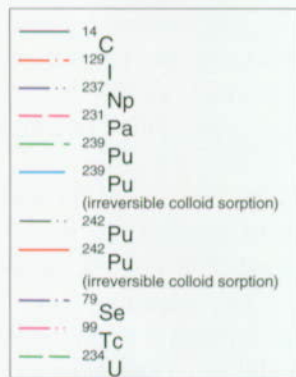 14C
129I
237Np
231Pa
239Pu
239Pu
(irreversible colloid sorption)
242Pu
242Pu
(irreversible colloid sorption)
79Se
99Tc
234U